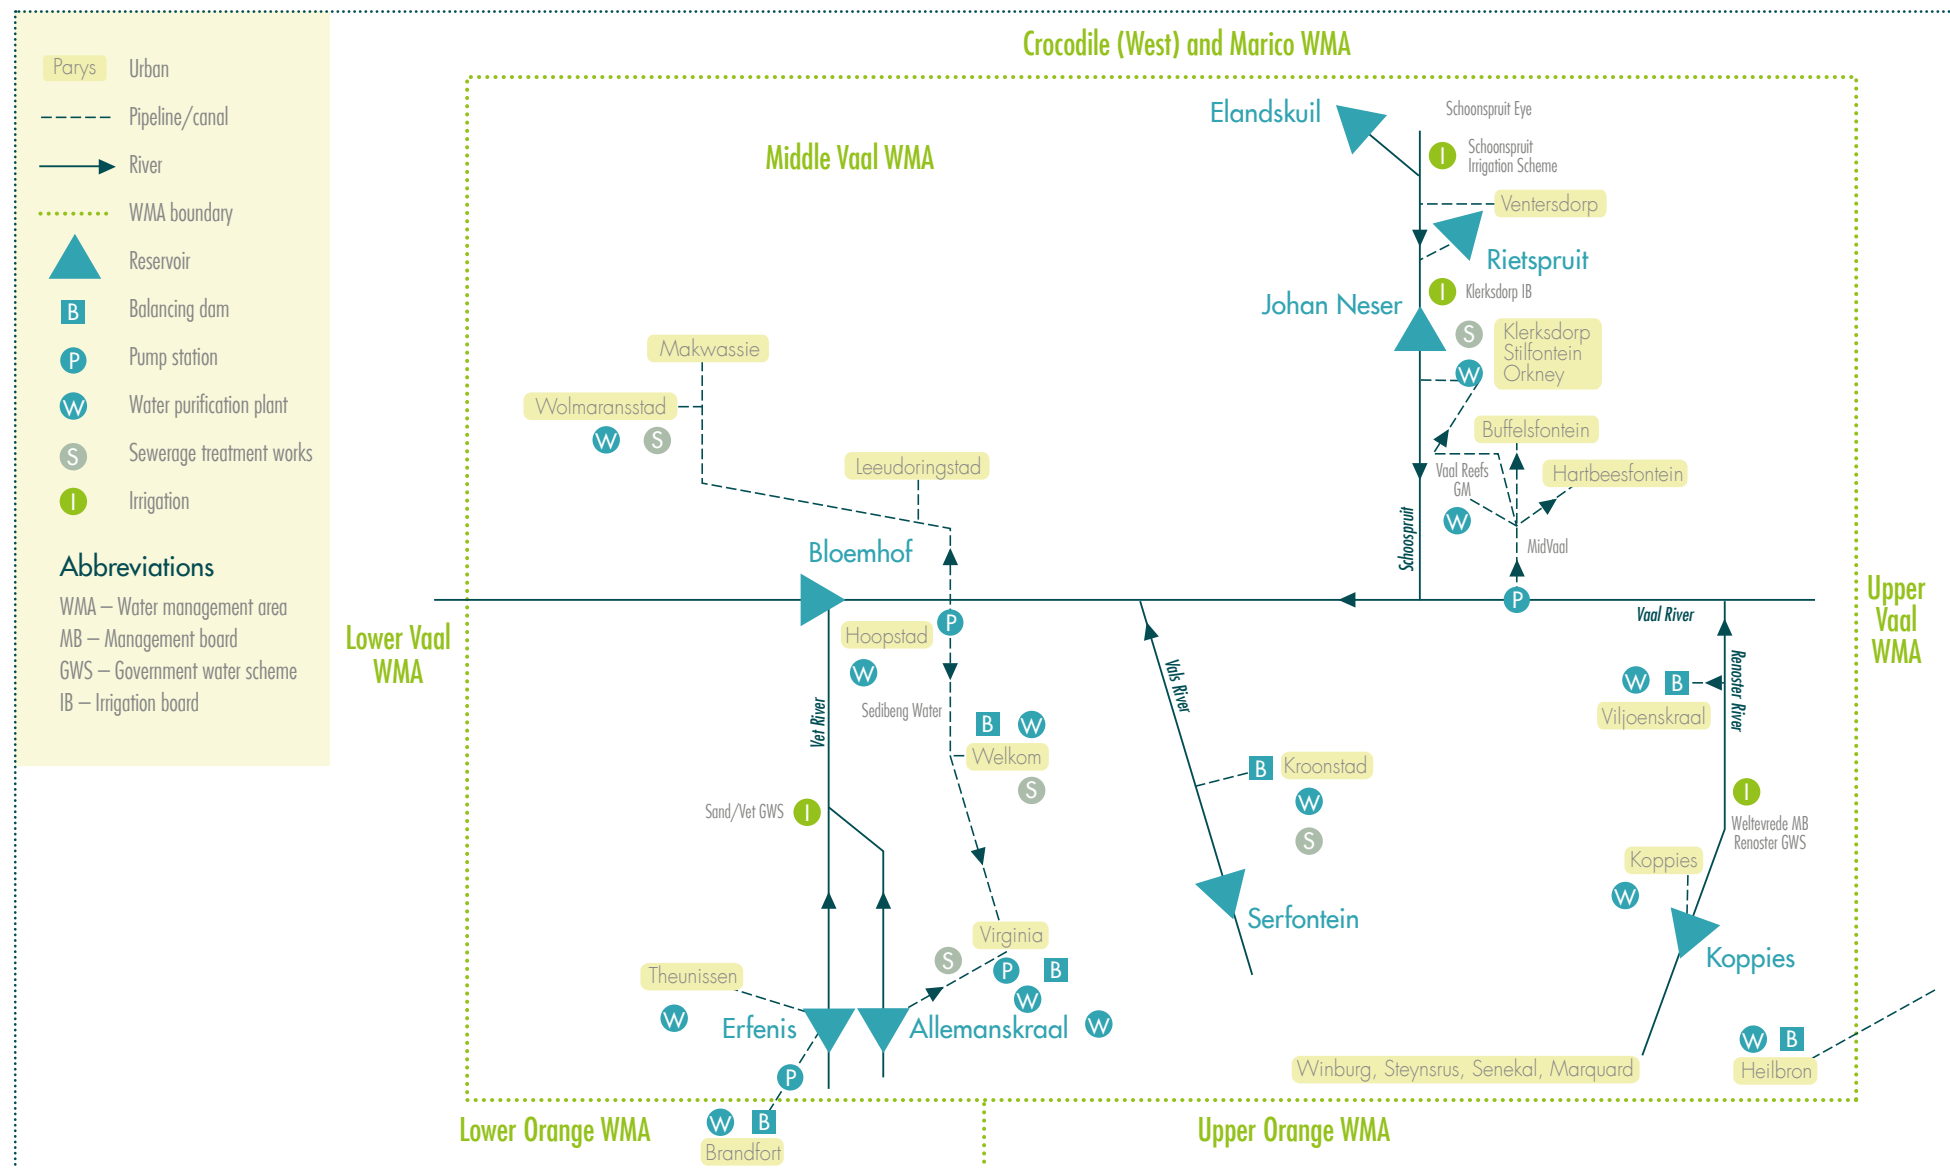 Parys
Urban
Pipeline/canal
River
WMA boundary
Reservoir
B
Balancing dam
P
Pump station
W
Water purification plant
S
Sewerage treatment works
I
Irrigation
Abbreviations
WMA – Water management area
MB – Management board
GWS – Government water scheme
IB – Irrigation board
Crocodile (West) and Marico WMA
Middle Vaal WMA
Elandskuil
Schoonspruit Eye
I
Schoonspruit
Irrigation Scheme
Ventersdorp
Rietspruit
I
Klerksdorp IB
Johan Neser
S
W
Klerksdorp
Stilfontein
Orkney
Makwassie
Wolmaransstad
W
S
Leeudoringstad
Buffelsfontein
Hartbeesfontein
Vaal Reefs
GM
W
MidVaal
Schoospruit
Bloemhof
P
Vaal River
Lower Vaal
WMA
Upper
Vaal
WMA
Hoopstad
P
W
Sedibeng Water
Vet River
Vals River
Renoster River
W
B
Viljoenskraal
B
W
Welkom
S
B
Kroonstad
W
S
Sand/Vet GWS
I
I
Weltevrede MB
Renoster GWS
Koppies
W
Koppies
Serfontein
Virginia
S
P
B
W
W
Theunissen
W
Erfenis
Allemanskraal
P
W
B
Brandfort
Winburg, Steynsrus, Senekal, Marquard
W
B
Heilbron
Lower Orange WMA
Upper Orange WMA